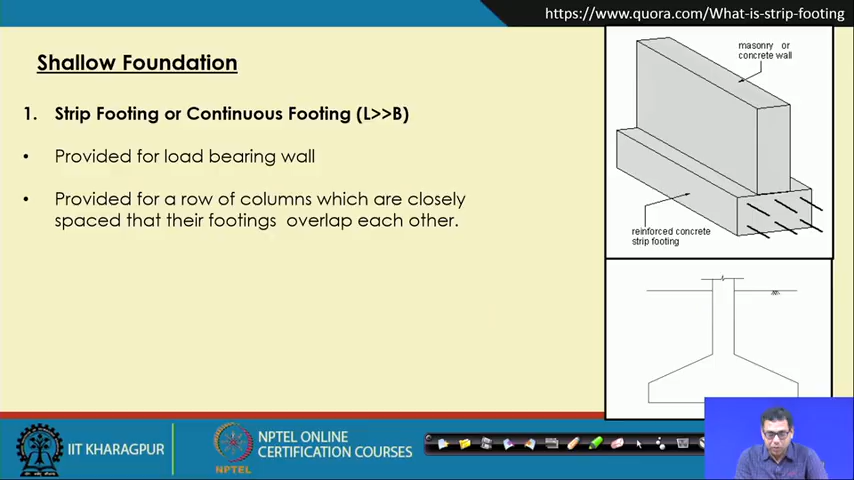 https://www.quora.com/What-is-strip-footing
Shallow Foundation
1. Strip Footing or Continuous Footing (L>>B)
• Provided for load bearing wall
• Provided for a row of columns which are closely
spaced that their footings overlap each other.
masonry or
concrete wall
reinforced concrete
strip footing
IIT KHARAGPUR
NPTEL
NPTEL ONLINE
CERTIFICATION COURSES